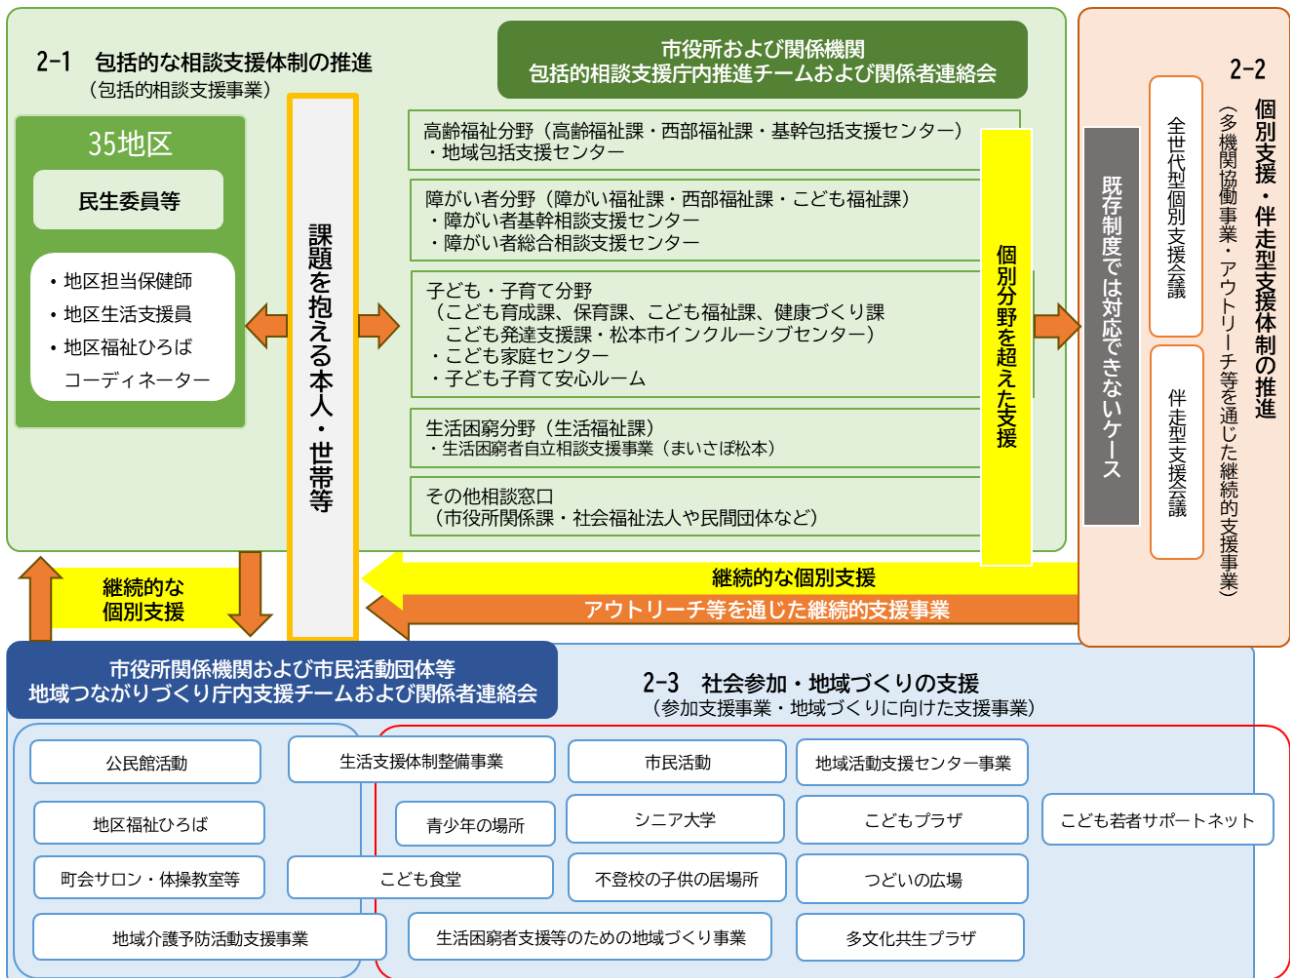 2-1　包括的な相談支援体制の推進
（包括的相談支援事業）
市役所および関係機関
包括的相談支援庁内推進チームおよび関係者連絡会
35地区
民生委員等
・地区担当保健師
・地区生活支援員
・地区福祉ひろば
コーディネーター
課題を抱える本人・世帯等
高齢福祉分野（高齢福祉課・西部福祉課・基幹包括支援センター）
・地域包括支援センター
障がい者分野（障がい福祉課・西部福祉課・こども福祉課）
・障がい者基幹相談支援センター
・障がい者総合相談支援センター
子ども・子育て分野
（こども育成課、保育課、こども福祉課、健康づくり課
こども発達支援課・松本市インクルーシブセンター）
・こども家庭センター
・子ども子育て安心ルーム
生活困窮分野（生活福祉課）
・生活困窮者自立相談支援事業（まいさぽ松本）
その他相談窓口
（市役所関係課・社会福祉法人や民間団体など）
個別分野を超えた支援
2-2
個別支援・伴走型支援体制の推進
（多機関協働事業・アウトリーチ等を通じた継続的支援事業）
全世代型個別支援会議
伴走型支援会議
既存制度では対応できないケース
継続的な
個別支援
継続的な個別支援
アウトリーチ等を通じた継続的支援事業
市役所関係機関および市民活動団体等
地域つながりづくり庁内支援チームおよび関係者連絡会
2-3　社会参加・地域づくりの支援
（参加支援事業・地域づくりに向けた支援事業）
公民館活動
生活支援体制整備事業
市民活動
地域活動支援センター事業
地区福祉ひろば
青少年の場所
シニア大学
こどもプラザ
こども若者サポートネット
町会サロン・体操教室等
こども食堂
不登校の子供の居場所
つどいの広場
地域介護予防活動支援事業
生活困窮者支援等のための地域づくり事業
多文化共生プラザ